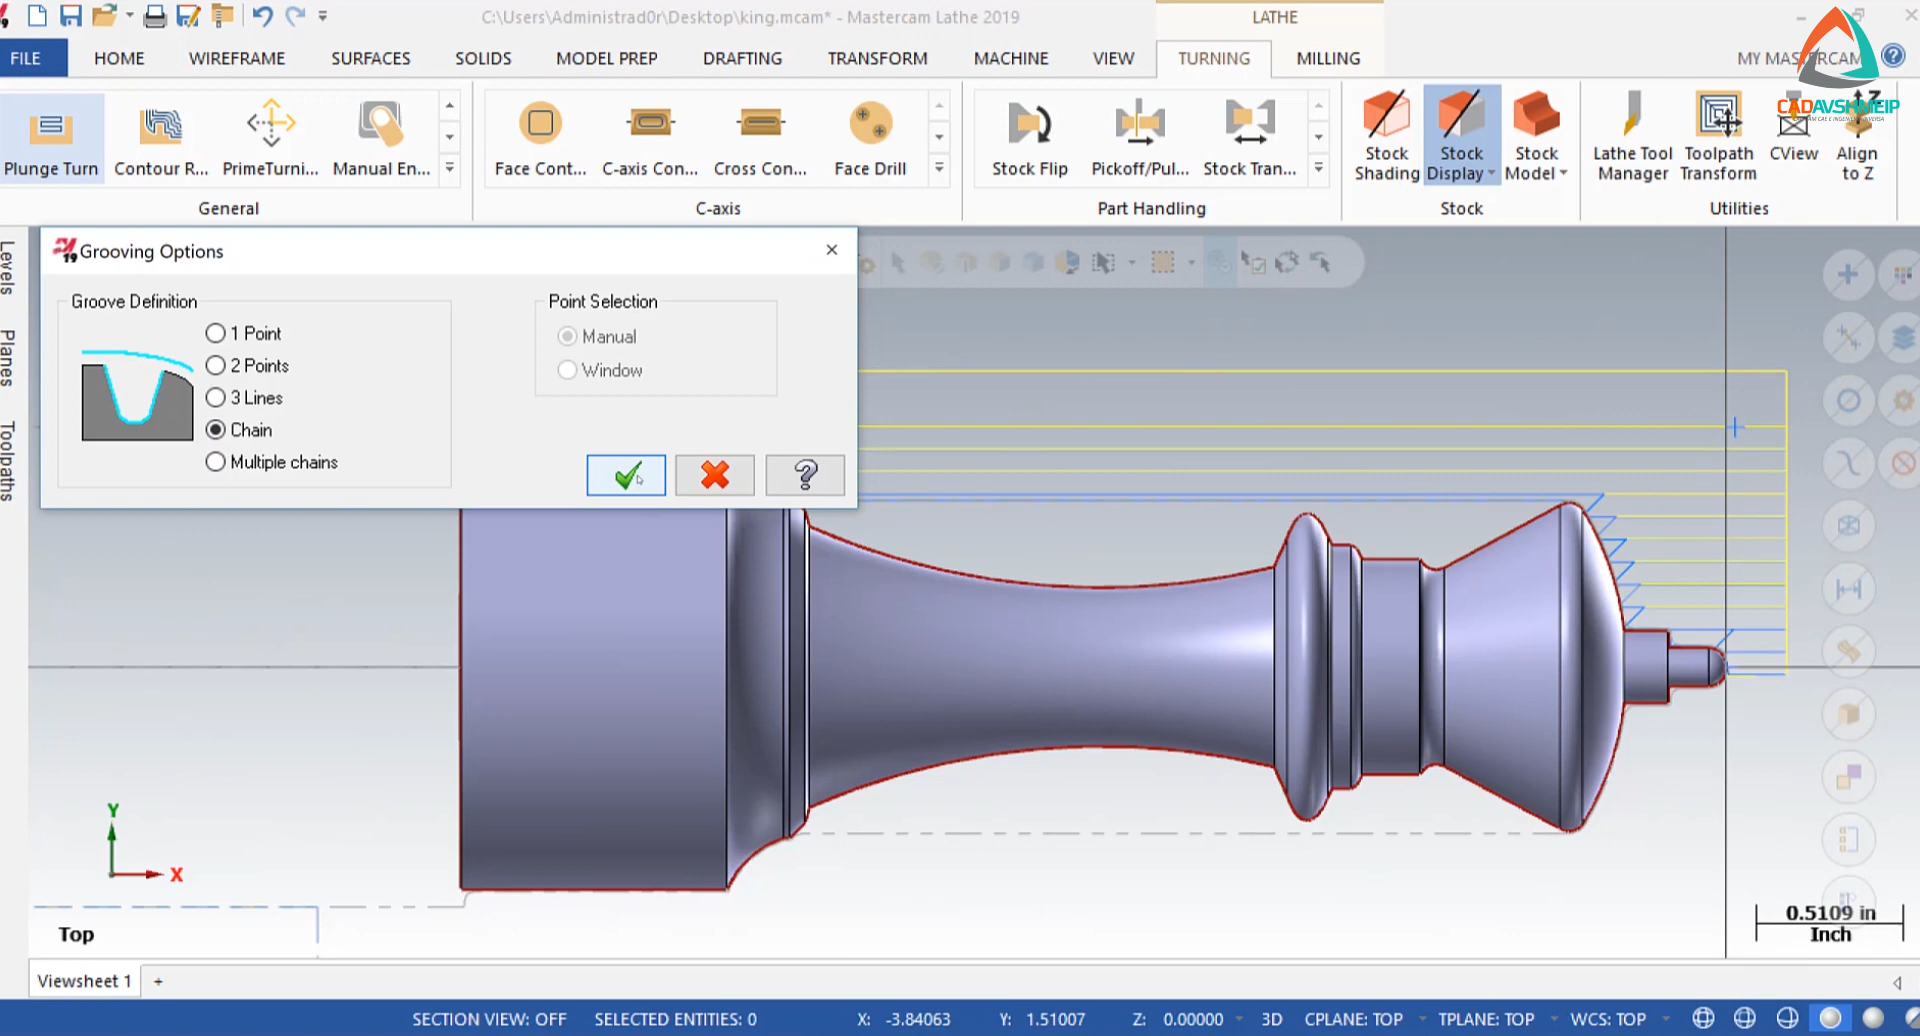 C:\Users\Administrad0r\Desktop\king.mcam* - Mastercam Lathe 2019
LATHE
FILE
HOME
WIREFRAME
SURFACES
SOLIDS
MODEL PREP
DRAFTING
TRANSFORM
MACHINE
VIEW
TURNING
MILLING
MY MASTERCAM
CADAVSHMEIP
Plunge Turn
Contour R...
PrimeTurni...
Manual En...
Face Cont...
C-axis Con...
Cross Con...
Face Drill
Stock Flip
Pickoff/Pul...
Stock Tran...
Stock
Shading
Stock
Display
Stock
Model
Lathe Tool
Manager
Toolpath
Transform
CView
Align
to Z
General
C-axis
Part Handling
Stock
Utilities
Levels
Planes
Toolpaths
19
Grooving Options
Groove Definition
1 Point
2 Points
3 Lines
Chain
Multiple chains
Point Selection
Manual
Window
Y
X
Top
0.5109 in
Inch
Viewsheet 1
+
SECTION VIEW: OFF
SELECTED ENTITIES: 0
X: -3.84063
Y: 1.51007
Z: 0.00000
3D
CPLANE: TOP
TPLANE: TOP
WCS: TOP